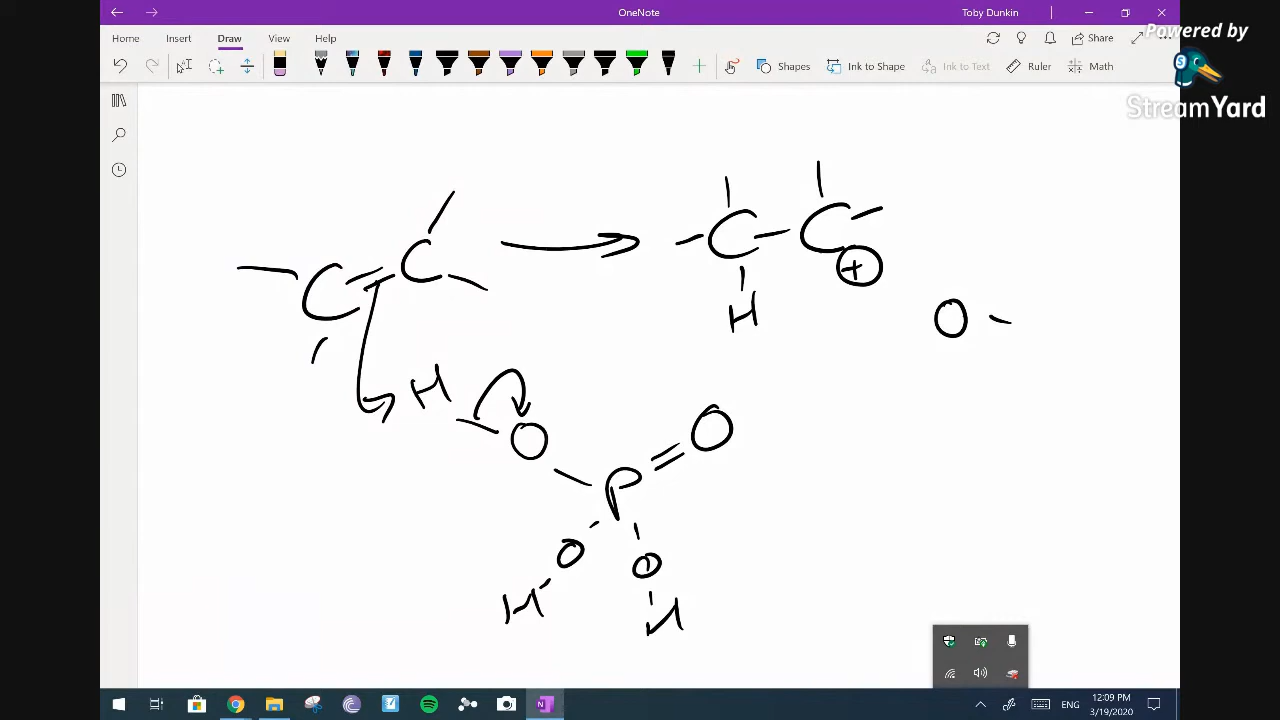 OneNote
Toby Dunkin
Powered by
StreamYard
Home Insert Draw View Help
Share
Shapes
Ink to Shape
Ink to Text
Ruler
Math
C = C
C - C
+
H
O -
H
O
P = O
O O
H H
S
ENG
12:09 PM
3/19/2020